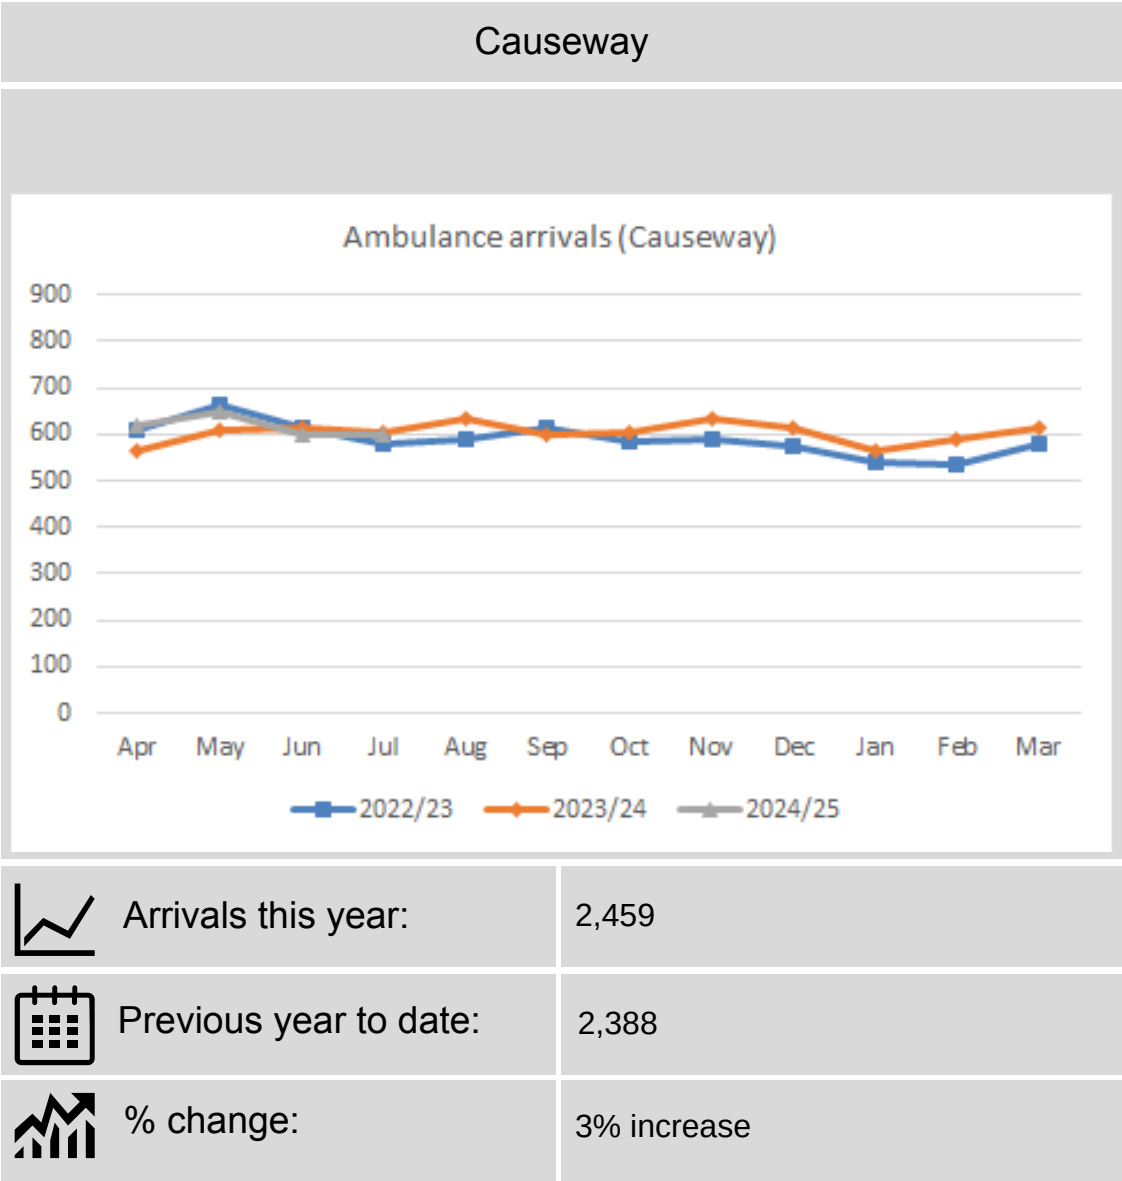 Causeway
Ambulance arrivals (Causeway)
900
800
700
600
500
400
300
200
100
0
Apr May Jun Jul Aug Sep Oct Nov Dec Jan Feb Mar
2022/23 2023/24 2024/25
Arrivals this year: 2,459
Previous year to date: 2,388
% change: 3% increase